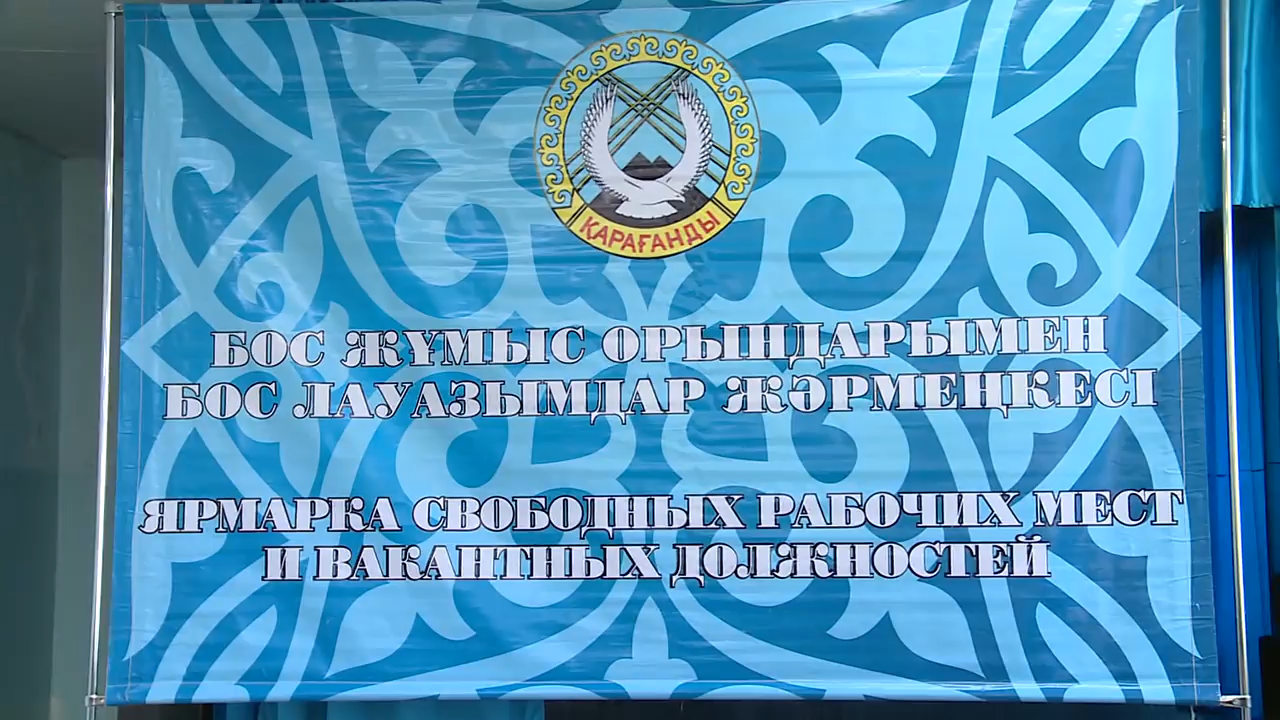 ҚАРАҒАНДЫ
БОС ЖҰМЫС ОРЫНДАРЫМЕН
БОС ЛАУАЗЫМДАР ЖӘРМЕҢКЕСІ
ЯРМАРКА СВОБОДНЫХ РАБОЧИХ МЕСТ
И ВАКАНТНЫХ ДОЛЖНОСТЕЙ